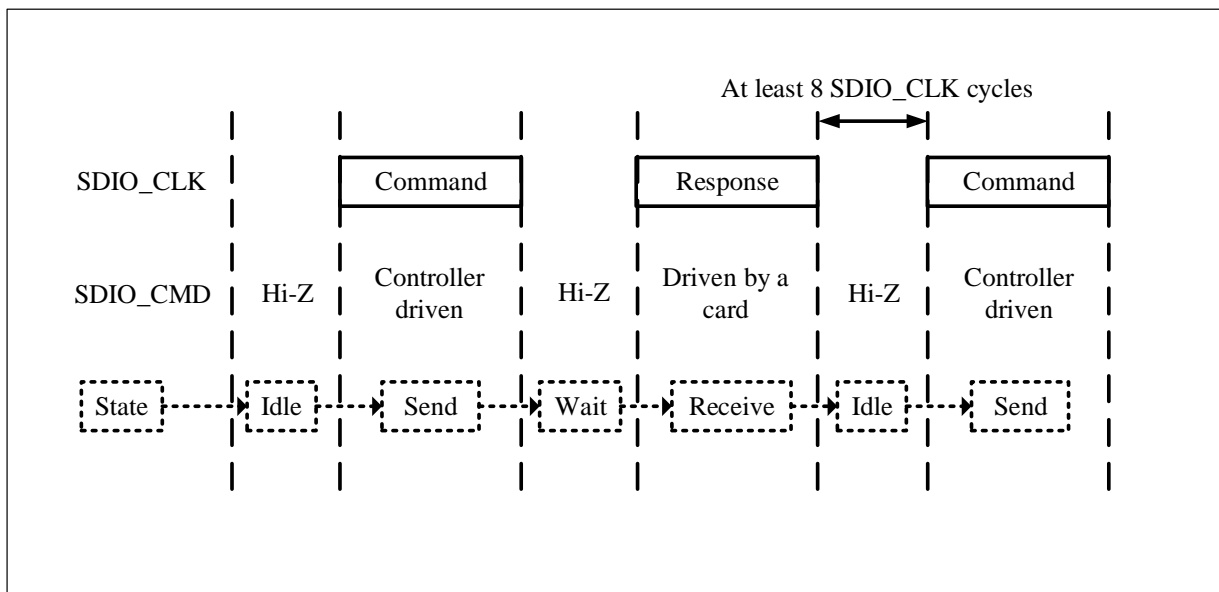 At least 8 SDIO_CLK cycles
SDIO_CLK Command Response Command
SDIO_CMD Hi-Z Controller driven Hi-Z Driven by a card Hi-Z Controller driven
State Idle Send Wait Receive Idle Send